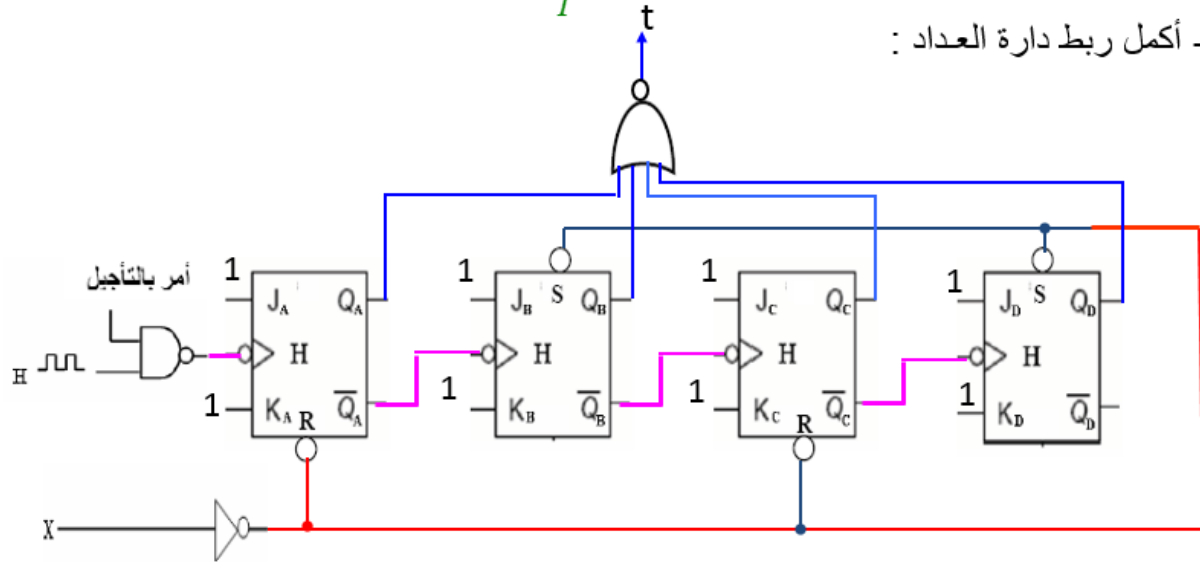 1
t
- أكمل ربط دارة العداد :
أمر بالتأجيل
1 1 1 1
J_A Q_A J_B S Q_B J_C Q_C J_D S Q_D
H H H H H
1 1 1 1
K_A R Q̅_A K_B Q̅_B K_C R Q̅_C K_D Q̅_D
X